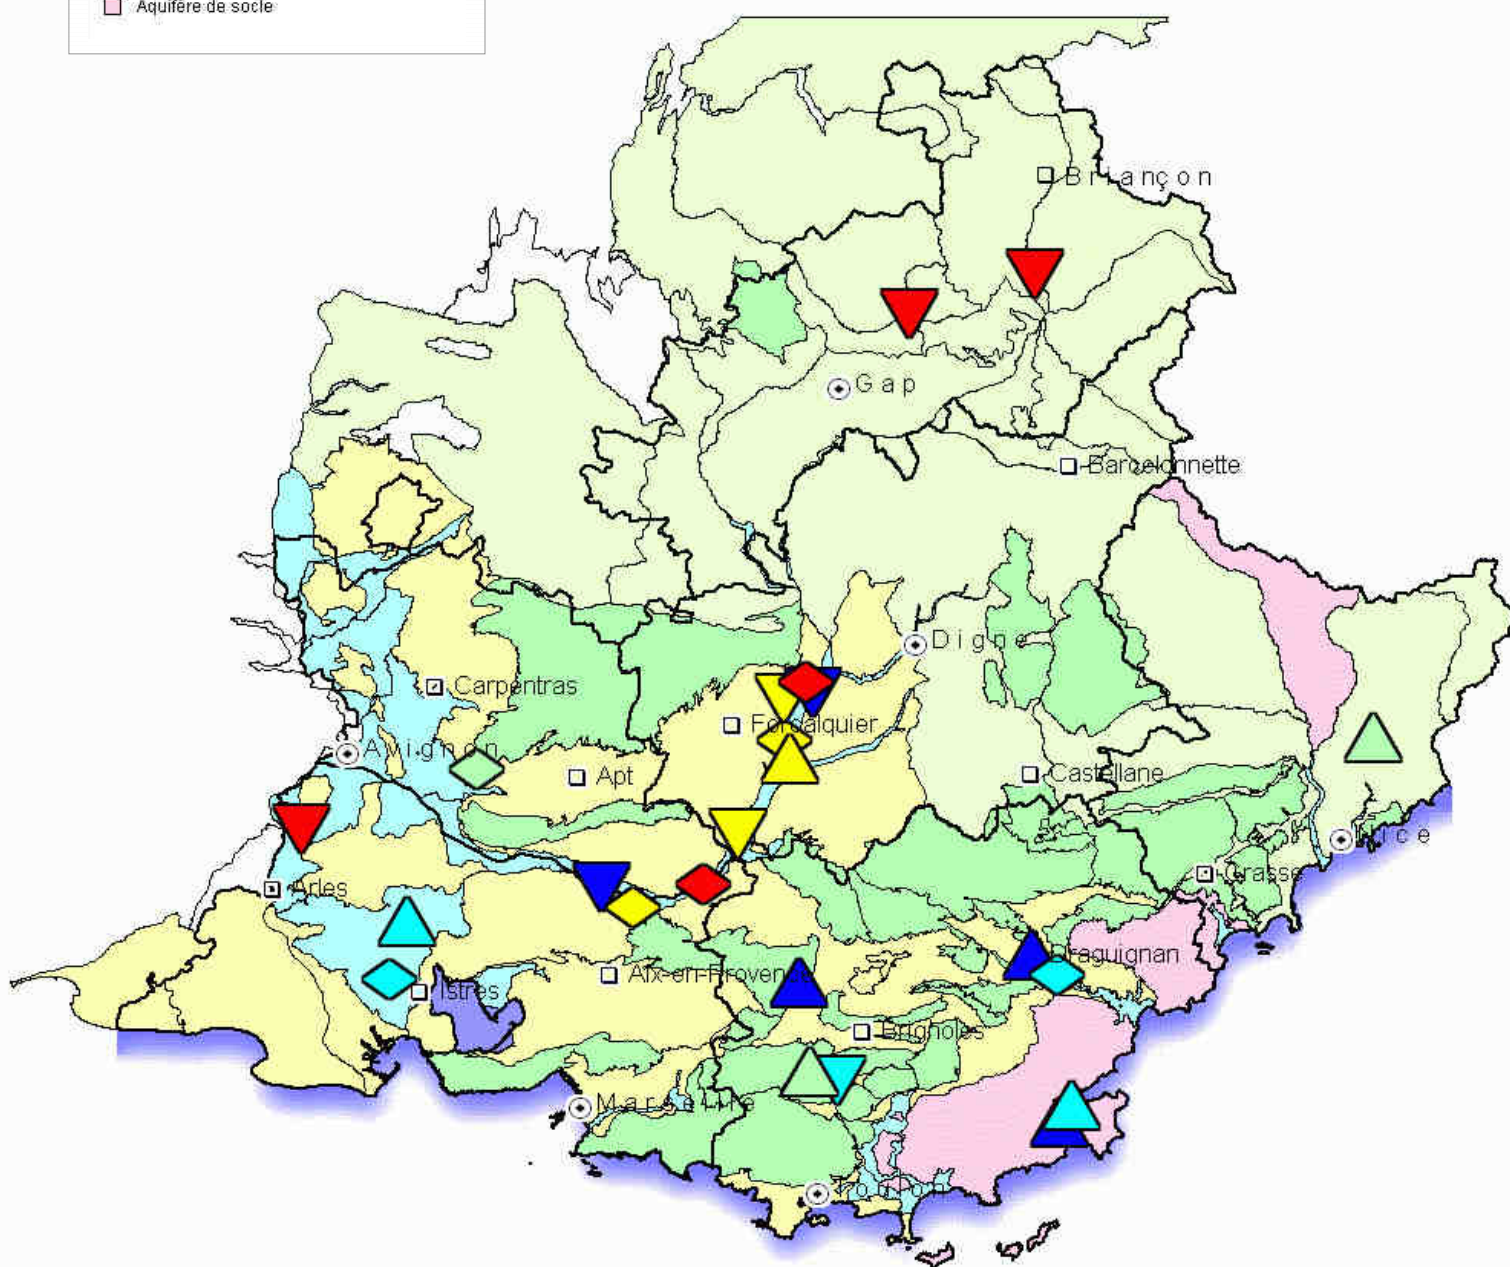 Aquifère de socle
Briançon
Gap
Barcelonnette
Digne
Carpentras
Forcalquier
Avignon
Apt
Castellane
Nice
Grasse
Arles
Draguignan
Aix-en-Provence
Istres
Brignoles
Marseille
Toulon